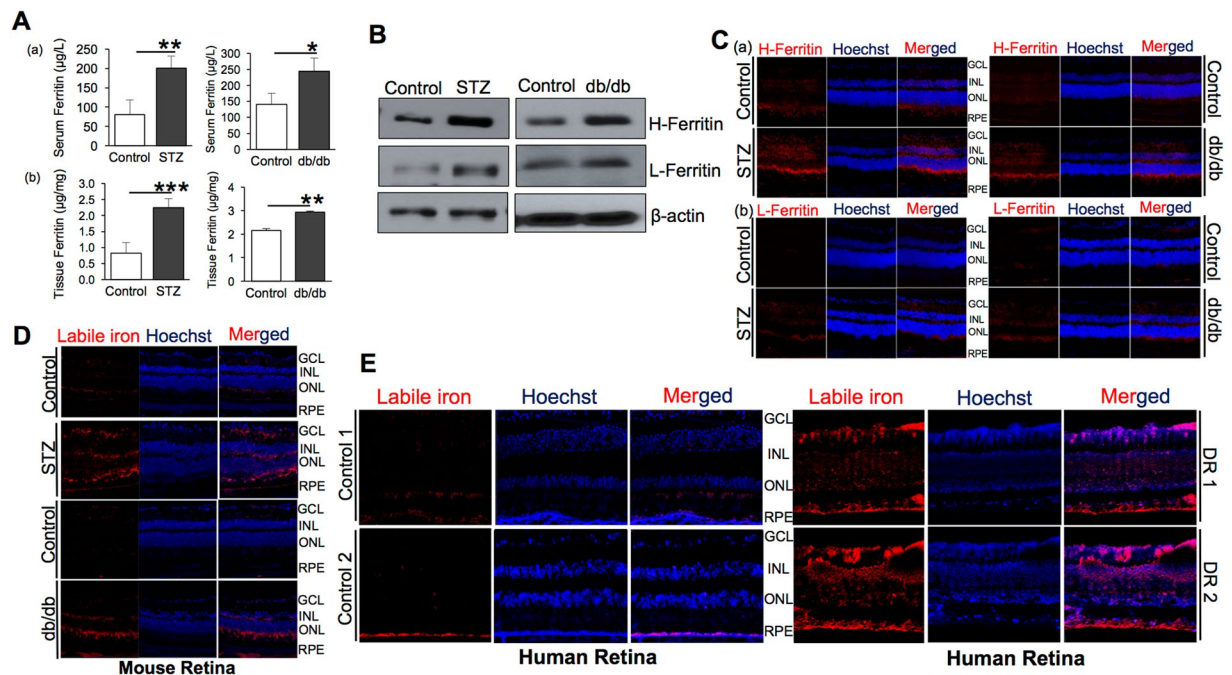 A
(a)
Serum Ferritin (µg/L)
250
200
150
100
50
0
**
Control STZ
Serum Ferritin (µg/L)
300
250
200
150
100
50
0
*
Control db/db
(b)
Tissue Ferritin (µg/mg)
3.0
2.5
2.0
1.5
1.0
0.5
0.0
***
Control STZ
Tissue Ferritin (µg/mg)
4
3
2
1
0
**
Control db/db
B
Control STZ Control db/db
H-Ferritin
L-Ferritin
β-actin
C
(a) H-Ferritin Hoechst Merged H-Ferritin Hoechst Merged
Control
GCL
INL
ONL
RPE
Control
STZ
GCL
INL
ONL
RPE
db/db
(b) L-Ferritin Hoechst Merged L-Ferritin Hoechst Merged
Control
GCL
INL
ONL
RPE
Control
STZ
GCL
INL
ONL
RPE
db/db
D
Labile iron Hoechst Merged
Control
GCL
INL
ONL
RPE
STZ
GCL
INL
ONL
RPE
Control
GCL
INL
ONL
RPE
db/db
GCL
INL
ONL
RPE
Mouse Retina
E
Labile iron Hoechst Merged Labile iron Hoechst Merged
Control 1
GCL
INL
ONL
RPE
DR 1
Control 2
GCL
INL
ONL
RPE
DR 2
Human Retina Human Retina